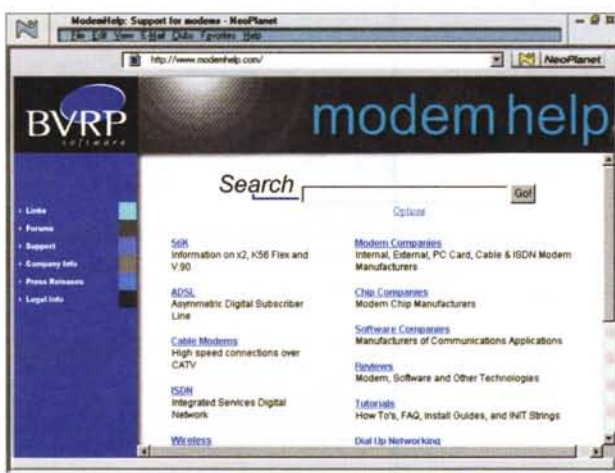 ModemHelp: Support for modems - NeoPlanet
File Edit View E-Mail Clubs Favorites Help
http://www.modemhelp.com/
NeoPlanet
BVRP
software
modem help
Search
Go!
Options
Links
Forums
Support
Company Info
Press Releases
Legal Info
56K
Information on x2, K56 Flex and
V.90
ADSL
Asymmetric Digital Subscriber
Line
Cable Modems
High speed connections over
CATV
ISDN
Integrated Services Digital
Network
Wireless
Modem Companies
Internal, External, PC Card, Cable & ISDN Modem
Manufacturers
Chip Companies
Modem Chip Manufacturers
Software Companies
Manufacturers of Communications Applications
Reviews
Modem, Software and Other Technologies
Tutorials
How To's, FAQ, Install Guides, and INIT Strings
Dial Up Networking